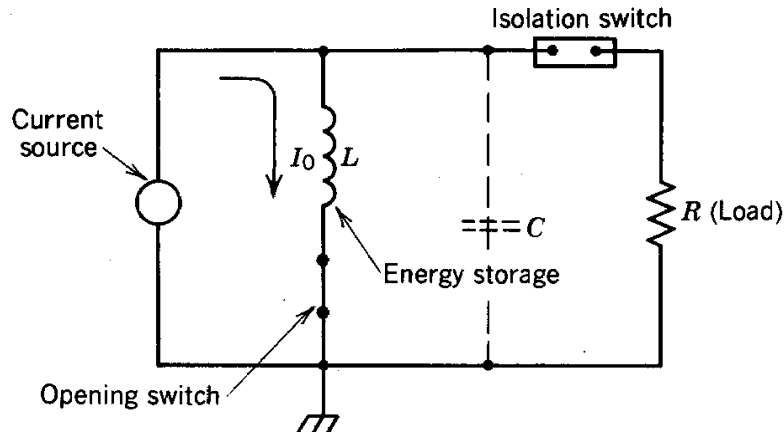 Isolation switch
Current
source
I0
L
C
R (Load)
Energy storage
Opening switch